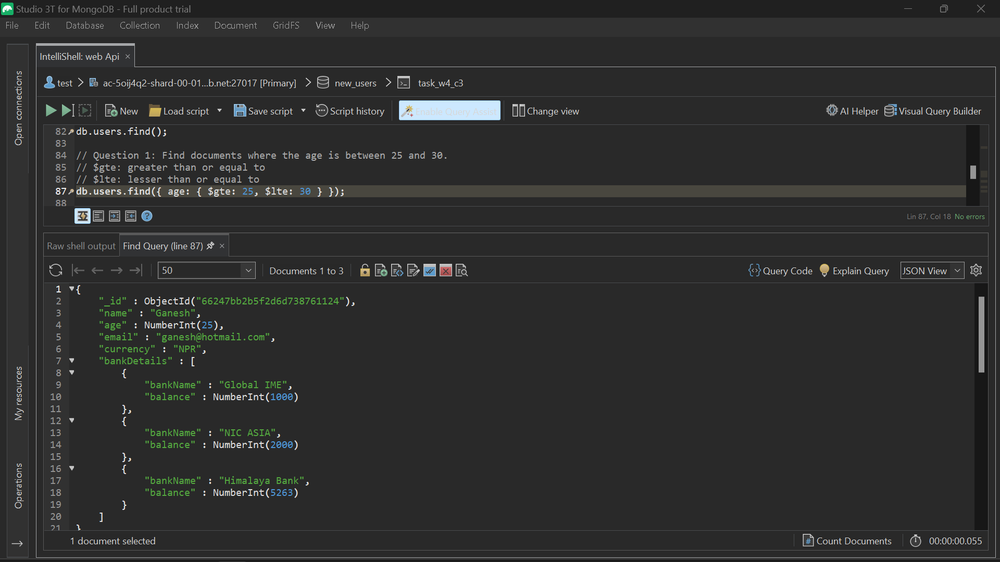 Studio 3T for MongoDB - Full product trial
File Edit Database Collection Index Document GridFS View Help
IntelliShell: web Api ×
test > ac-5oij4q2-shard-00-01...b.net:27017 [Primary] > new_users > task_w4_c3
New Load script Save script Script history Enable Query Assist Change view AI Helper Visual Query Builder
82 db.users.find();
83
84 // Question 1: Find documents where the age is between 25 and 30.
85 // $gte: greater than or equal to
86 // $lte: lesser than or equal to
87 db.users.find({ age: { $gte: 25, $lte: 30 } });
88
Lin 87, Col 18 No errors
Raw shell output Find Query (line 87) ×
50 Documents 1 to 3 Query Code Explain Query JSON View
1 {
2 "_id" : ObjectId("66247bb2b5f2d6d738761124"),
3 "name" : "Ganesh",
4 "age" : NumberInt(25),
5 "email" : "ganesh@hotmail.com",
6 "currency" : "NPR",
7 "bankDetails" : [
8 {
9 "bankName" : "Global IME",
10 "balance" : NumberInt(1000)
11 },
12 {
13 "bankName" : "NIC ASIA",
14 "balance" : NumberInt(2000)
15 },
16 {
17 "bankName" : "Himalaya Bank",
18 "balance" : NumberInt(5263)
19 }
20 ]
21 }
1 document selected Count Documents 00:00:00.055
Open connections
My resources
Operations